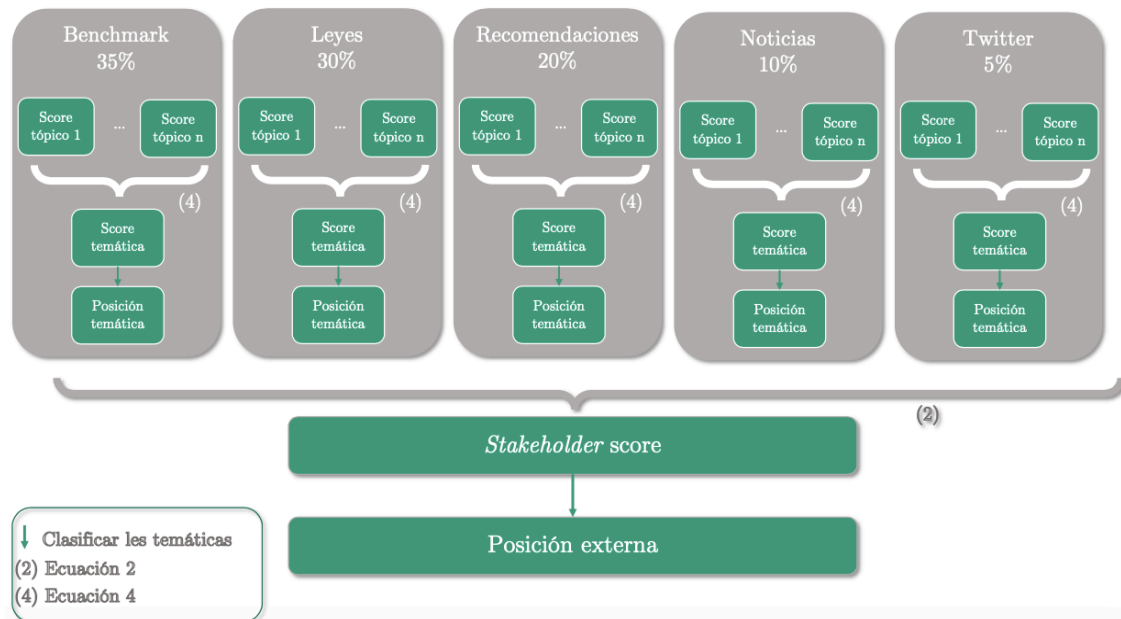 Benchmark
35%
Score
tópico 1
...
Score
tópico n
(4)
Score
temática
Posición
temática
Leyes
30%
Score
tópico 1
...
Score
tópico n
(4)
Score
temática
Posición
temática
Recomendaciones
20%
Score
tópico 1
...
Score
tópico n
(4)
Score
temática
Posición
temática
Noticias
10%
Score
tópico 1
...
Score
tópico n
(4)
Score
temática
Posición
temática
Twitter
5%
Score
tópico 1
...
Score
tópico n
(4)
Score
temática
Posición
temática
(2)
Stakeholder score
Posición externa
Clasificar les temáticas
(2) Ecuación 2
(4) Ecuación 4